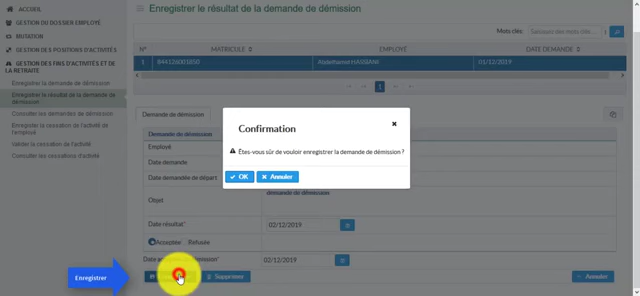 ACCUEIL
GESTION DU DOSSIER EMPLOYÉ
MUTATION
GESTION DES POSITIONS D'ACTIVITÉS
GESTION DES FINS D'ACTIVITÉS ET DE LA RETRAITE
Enregistrer la demande de démission
Enregistrer le résultat de la demande de démission
Consulter les demandes de démission
Enregistrer la cessation de l'activité de l'employé
Valider la cessation de l'activité
Consulter les cessations d'activité
Enregistrer le résultat de la demande de démission
Mots clés
Saisissez des mots clés...
N° MATRICULE EMPLOYÉ DATE DEMANDE
1 844126001850 Abdelhamid HASSANI 01/12/2019
1
Demande de démission
Demande de démission
Employé
Date demande
Date demandée de départ
Objet demande de démission
Date résultat* 02/12/2019
Acceptée Refusée
démission* 02/12/2019
Supprimer
Annuler
Confirmation
Êtes-vous sûr de vouloir enregistrer la demande de démission ?
OK Annuler
Enregistrer